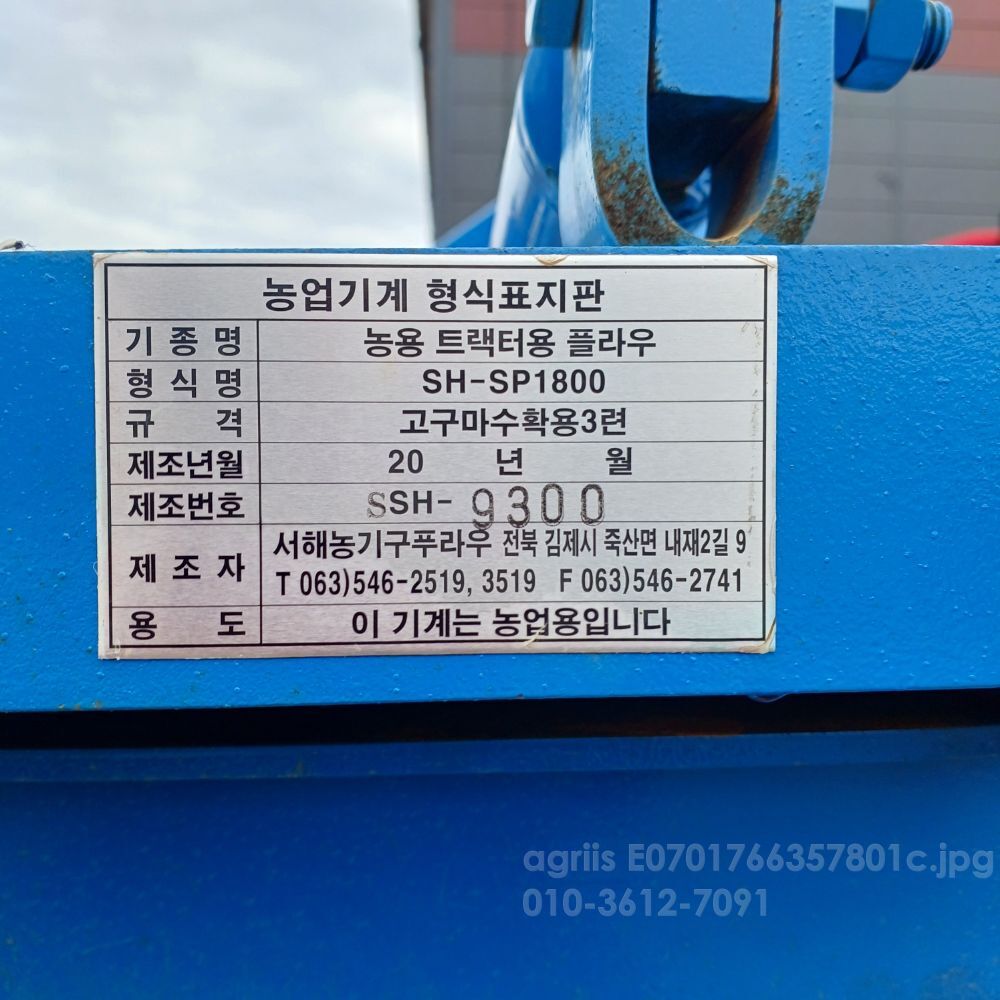 농업기계 형식표지판
기종명 농용 트랙터용 플라우
형식명 SH-SP1800
규격 고구마수확용3련
제조년월 20 년 월
제조번호 SSH-9300
제조자 서해농기구푸라우 전북 김제시 죽산면 내재2길 9
T 063)546-2519, 3519 F 063)546-2741
용도 이 기계는 농업용입니다
agriis E0701766357801c.jpg
010-3612-7091